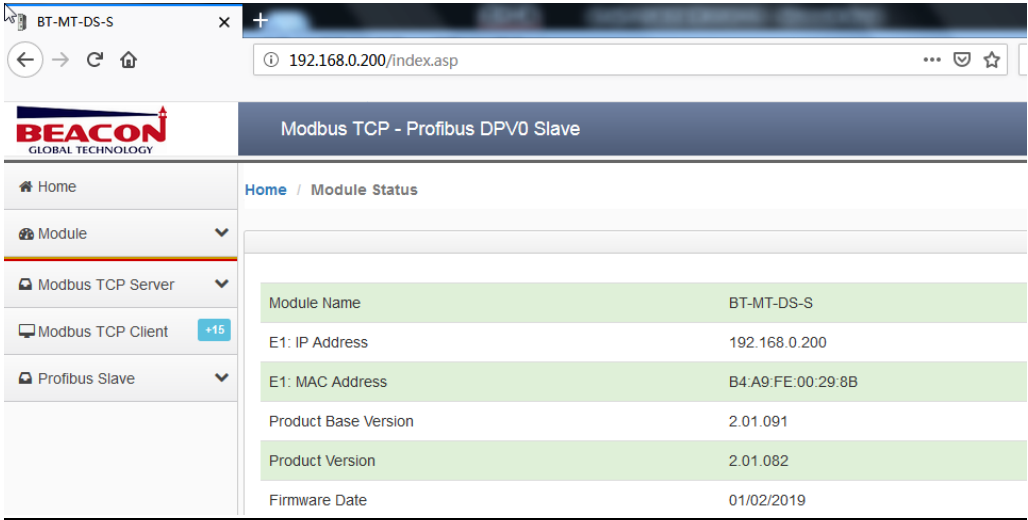 BT-MT-DS-S
192.168.0.200/index.asp
BEACON
GLOBAL TECHNOLOGY
Modbus TCP - Profibus DPV0 Slave
Home
Module
Modbus TCP Server
Modbus TCP Client +15
Profibus Slave
Home / Module Status
Module Name BT-MT-DS-S
E1: IP Address 192.168.0.200
E1: MAC Address B4:A9:FE:00:29:8B
Product Base Version 2.01.091
Product Version 2.01.082
Firmware Date 01/02/2019